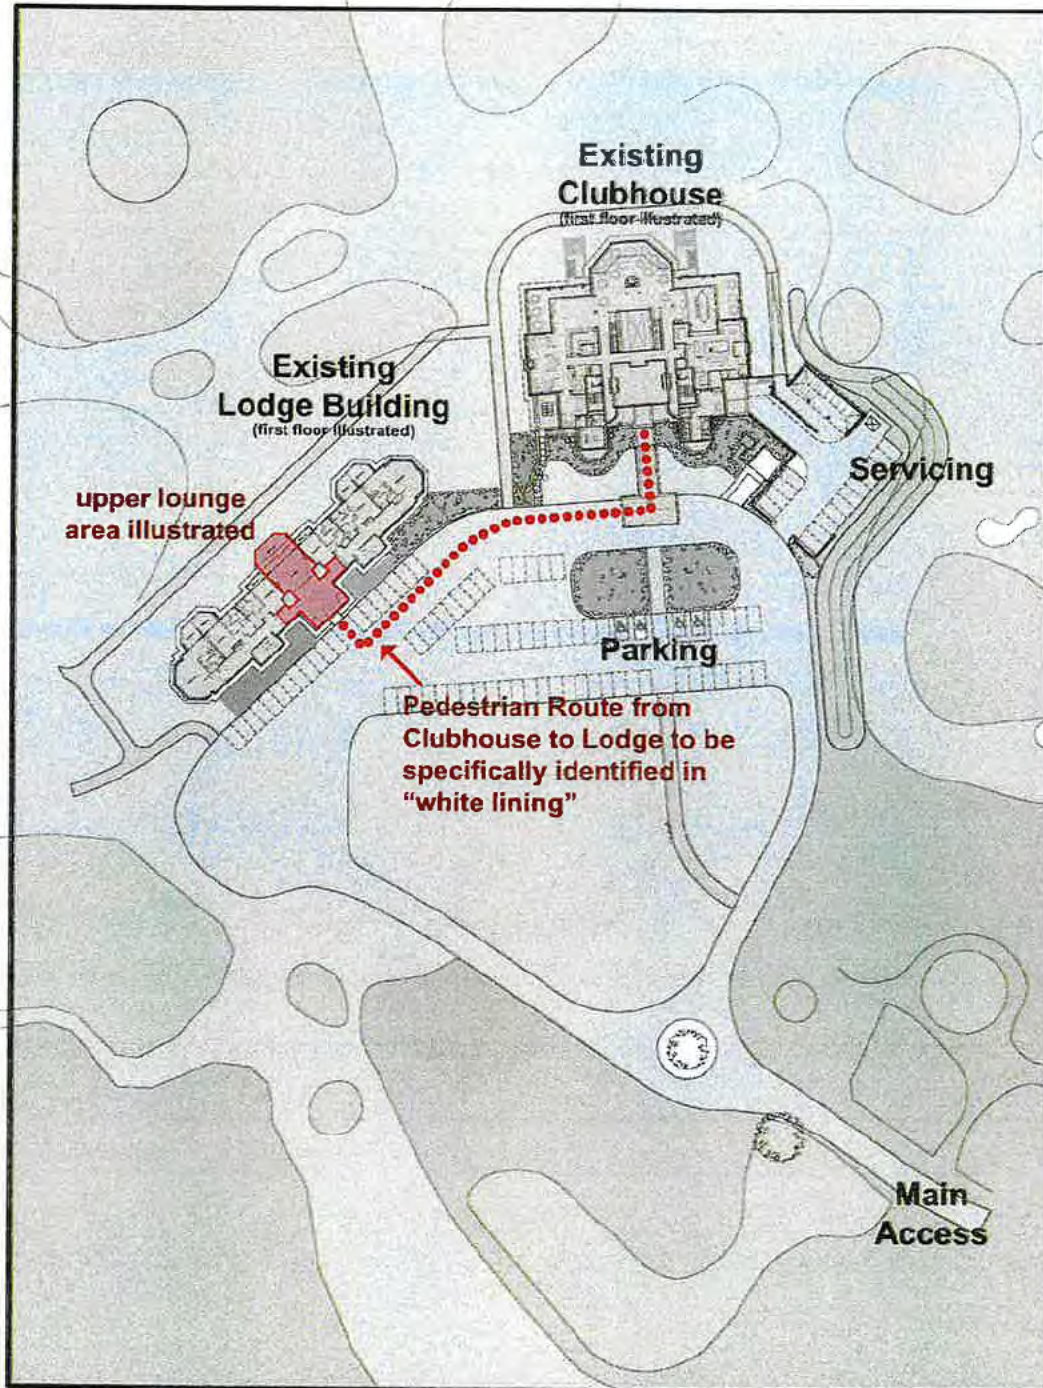 Existing
Clubhouse
(first floor illustrated)
Existing
Lodge Building
(first floor illustrated)
upper lounge
area illustrated
Servicing
Parking
Pedestrian Route from
Clubhouse to Lodge to be
specifically identified in
“white lining”
Main
Access